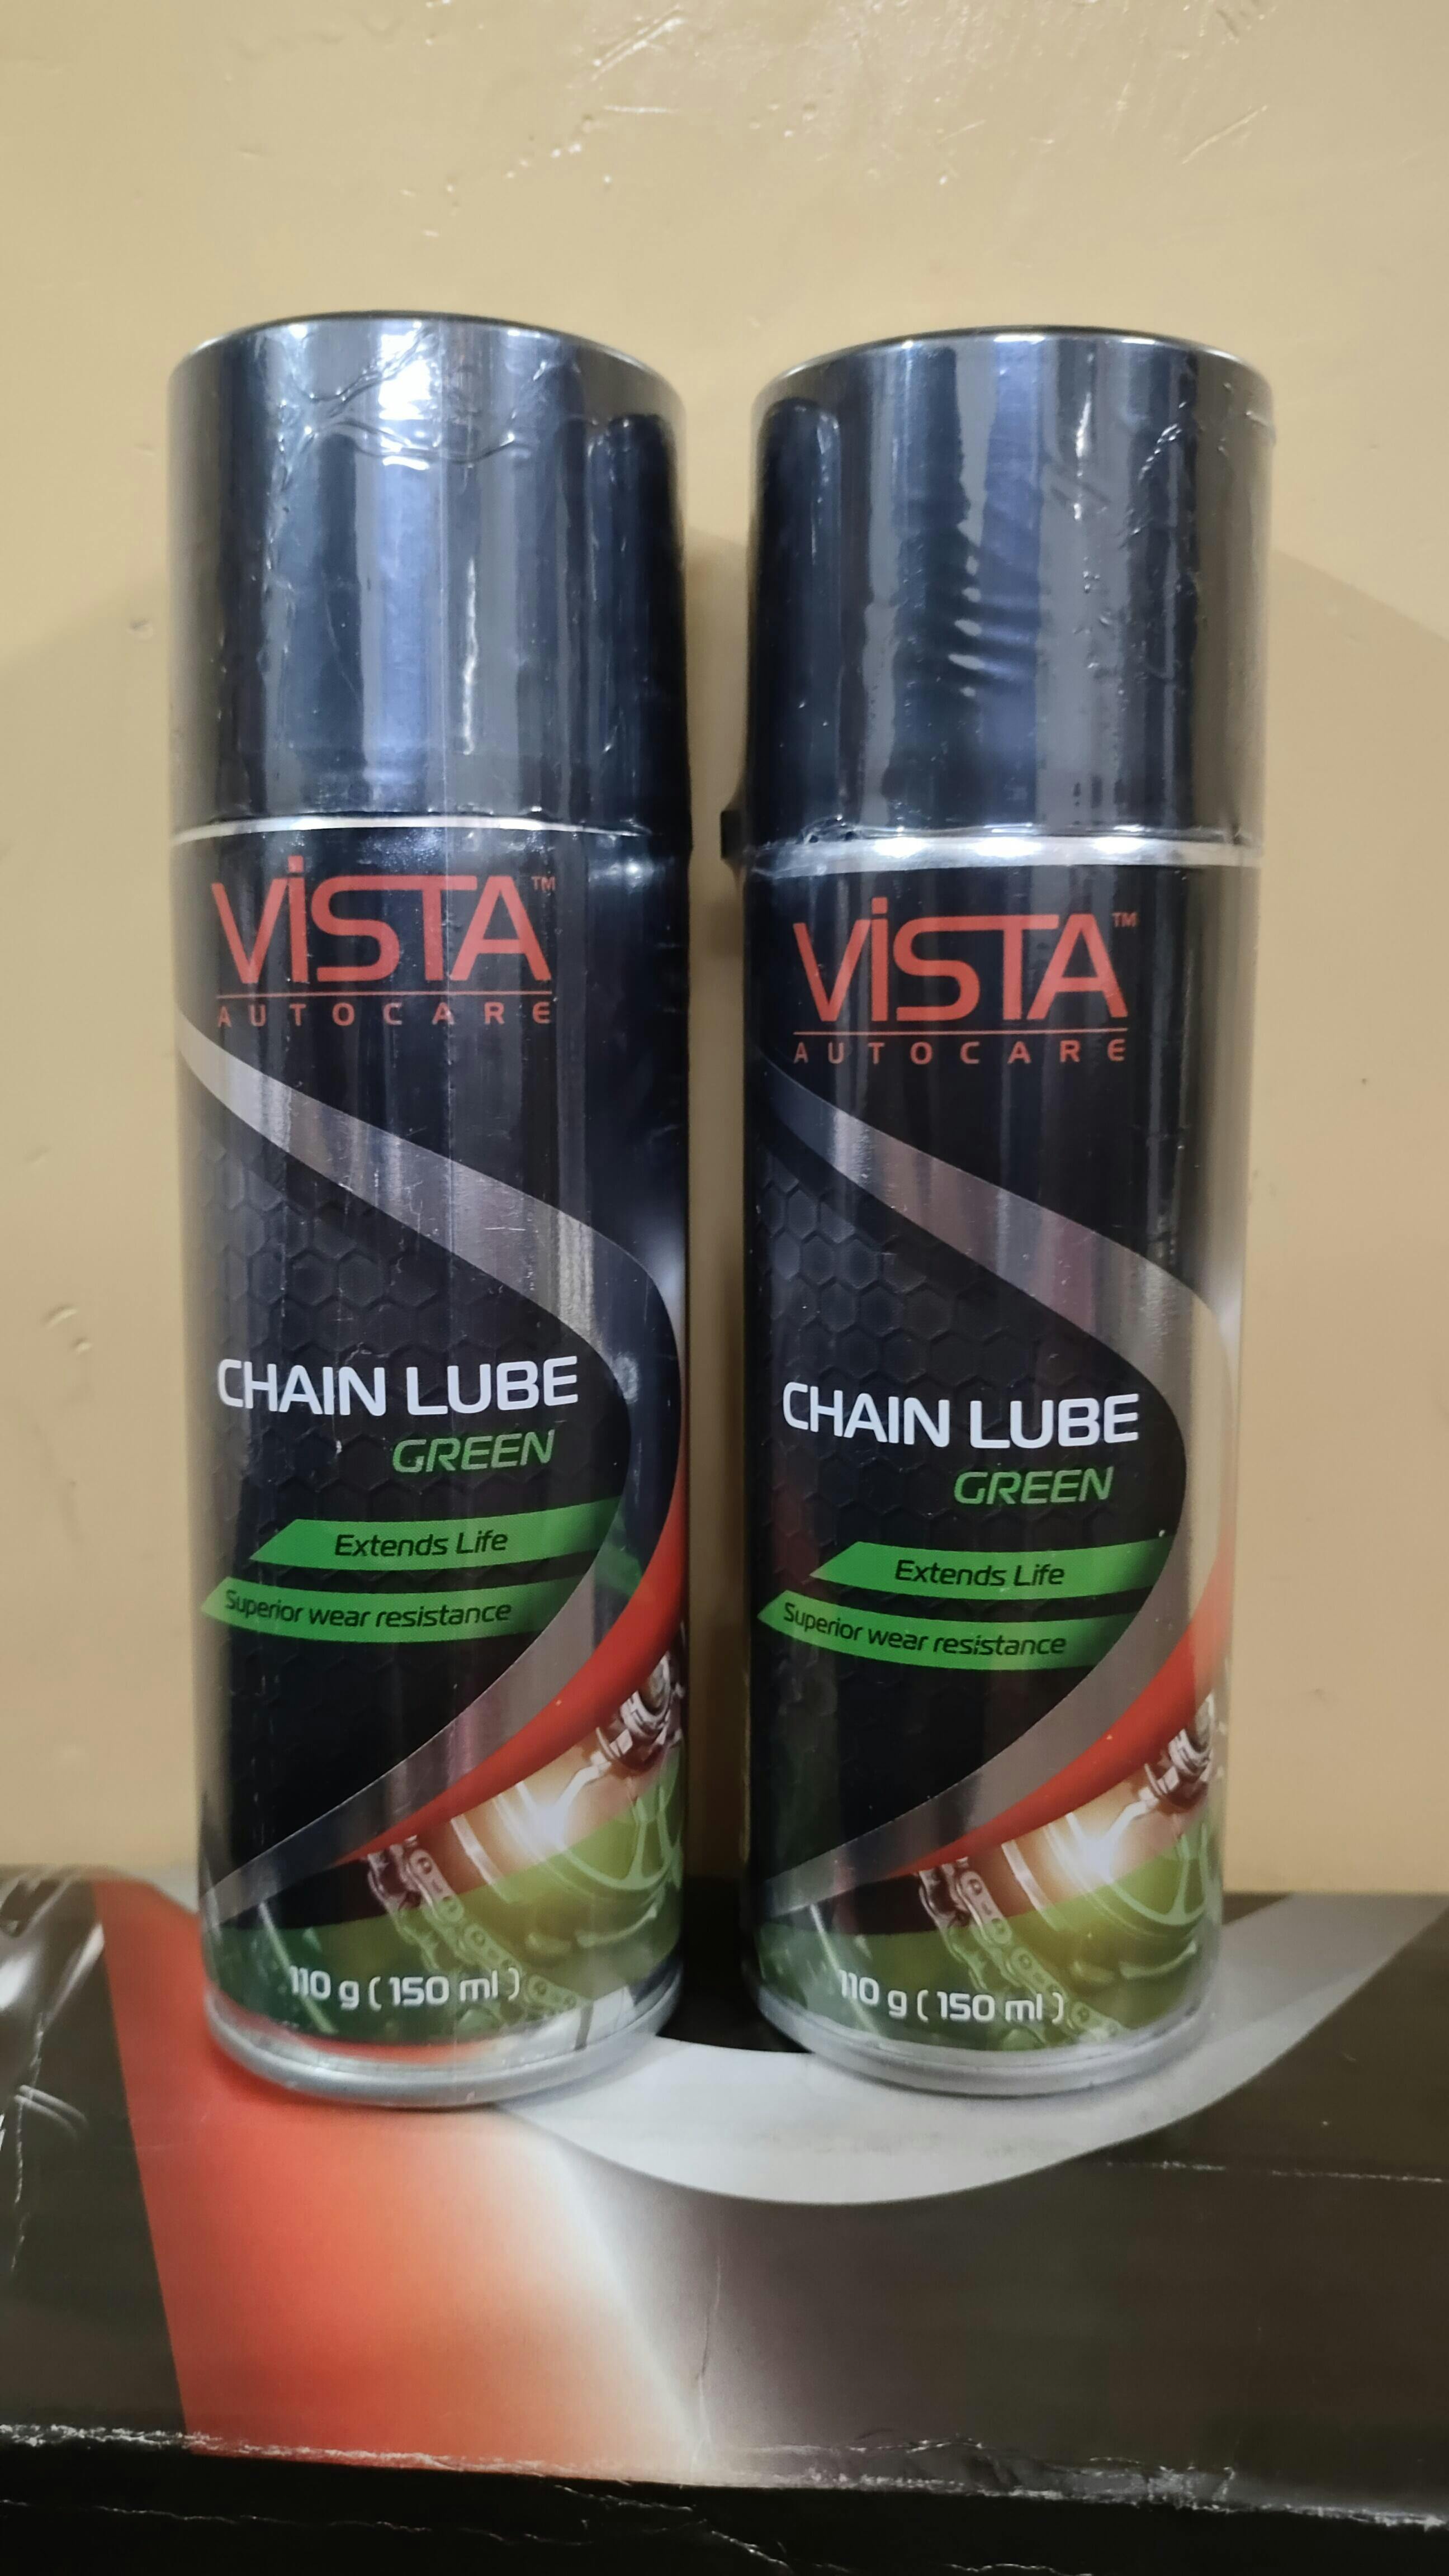 ViSTA™
AUTOCARE
CHAIN LUBE
GREEN
Extends Life
Superior wear resistance
110 g ( 150 ml )
ViSTA™
AUTOCARE
CHAIN LUBE
GREEN
Extends Life
Superior wear resistance
110 g ( 150 ml )